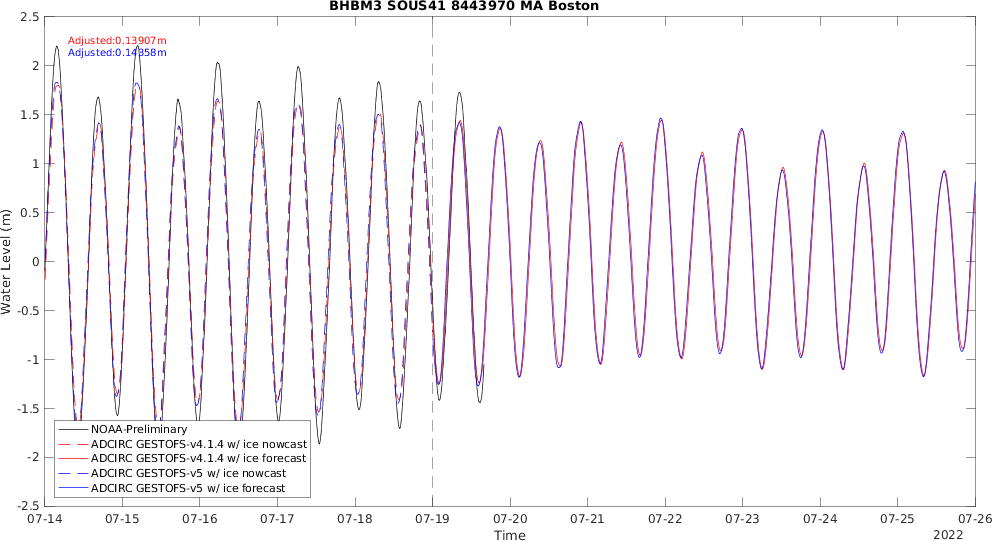 BHBM3 SOUS41 8443970 MA Boston
Adjusted:0.13907m
Adjusted:0.14358m
Water Level (m)
2.5
2
1.5
1
0.5
0
-0.5
-1
-1.5
-2
-2.5
NOAA-Preliminary
ADCIRC GESTOFS-v4.1.4 w/ ice nowcast
ADCIRC GESTOFS-v4.1.4 w/ ice forecast
ADCIRC GESTOFS-v5 w/ ice nowcast
ADCIRC GESTOFS-v5 w/ ice forecast
07-14 07-15 07-16 07-17 07-18 07-19 07-20 07-21 07-22 07-23 07-24 07-25 07-26
Time
2022